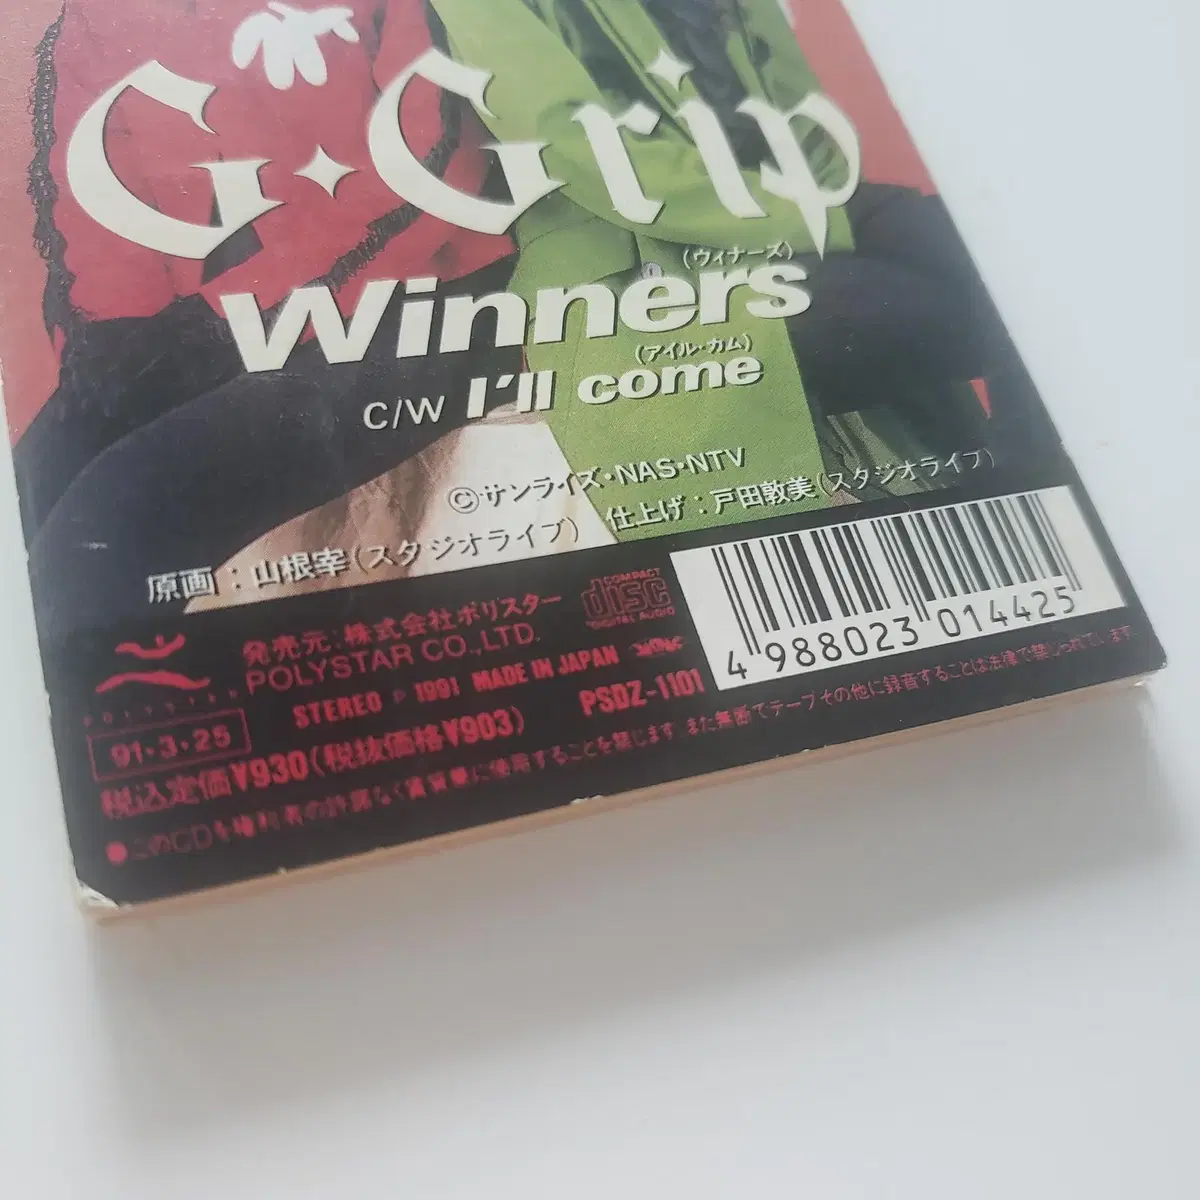 G·Grip
(ウィナーズ)
Winners
(アイル・カム)
C/W I'll come
©サンライズ・NAS・NTV
原画：山根宰(スタジオライブ) 仕上げ：戸田敦美(スタジオライブ)
発売元：株式会社ポリスター
POLYSTAR CO.,LTD.
COMPACT
disc
DIGITAL AUDIO
STEREO Ⓟ 1991 MADE IN JAPAN
POLYSTAR
91・3・25
PSDZ-1101
4 988023 014425
税込定価¥930(税抜価格¥903)
●このCDを権利者の許諾なく賃貸業に使用することを禁じます。また無断でテープその他に録音することは法律で禁じられています。